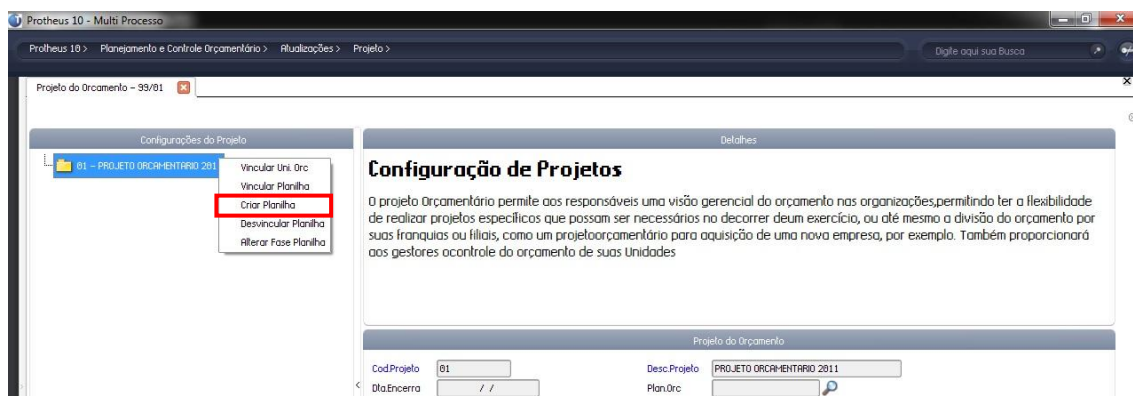 Protheus 10 - Multi Processo
Protheus 10 > Planejamento e Controle Orçamentário > Atualizações > Projeto >
Digite aqui sua Busca
Projeto do Orcamento - 99/01
Configurações do Projeto
Detalhes
01 - PROJETO ORCAMENTARIO 201
Vincular Uni. Orc
Vincular Planilha
Criar Planilha
Desvincular Planilha
Alterar Fase Planilha
Configuração de Projetos
O projeto Orçamentário permite aos responsáveis uma visão gerencial do orçamento nas organizações,permitindo ter a flexibilidade
de realizar projetos específicos que possam ser necessários no decorrer deum exercício, ou até mesmo a divisão do orçamento por
suas franquias ou filiais, como um projetoorçamentário para aquisição de uma nova empresa, por exemplo. Também proporcionará
aos gestores ocontrole do orçamento de suas Unidades
Projeto do Orçamento
Cod.Projeto 01 Desc.Projeto PROJETO ORCAMENTARIO 2011
Dta.Encerra / / Plan.Orc